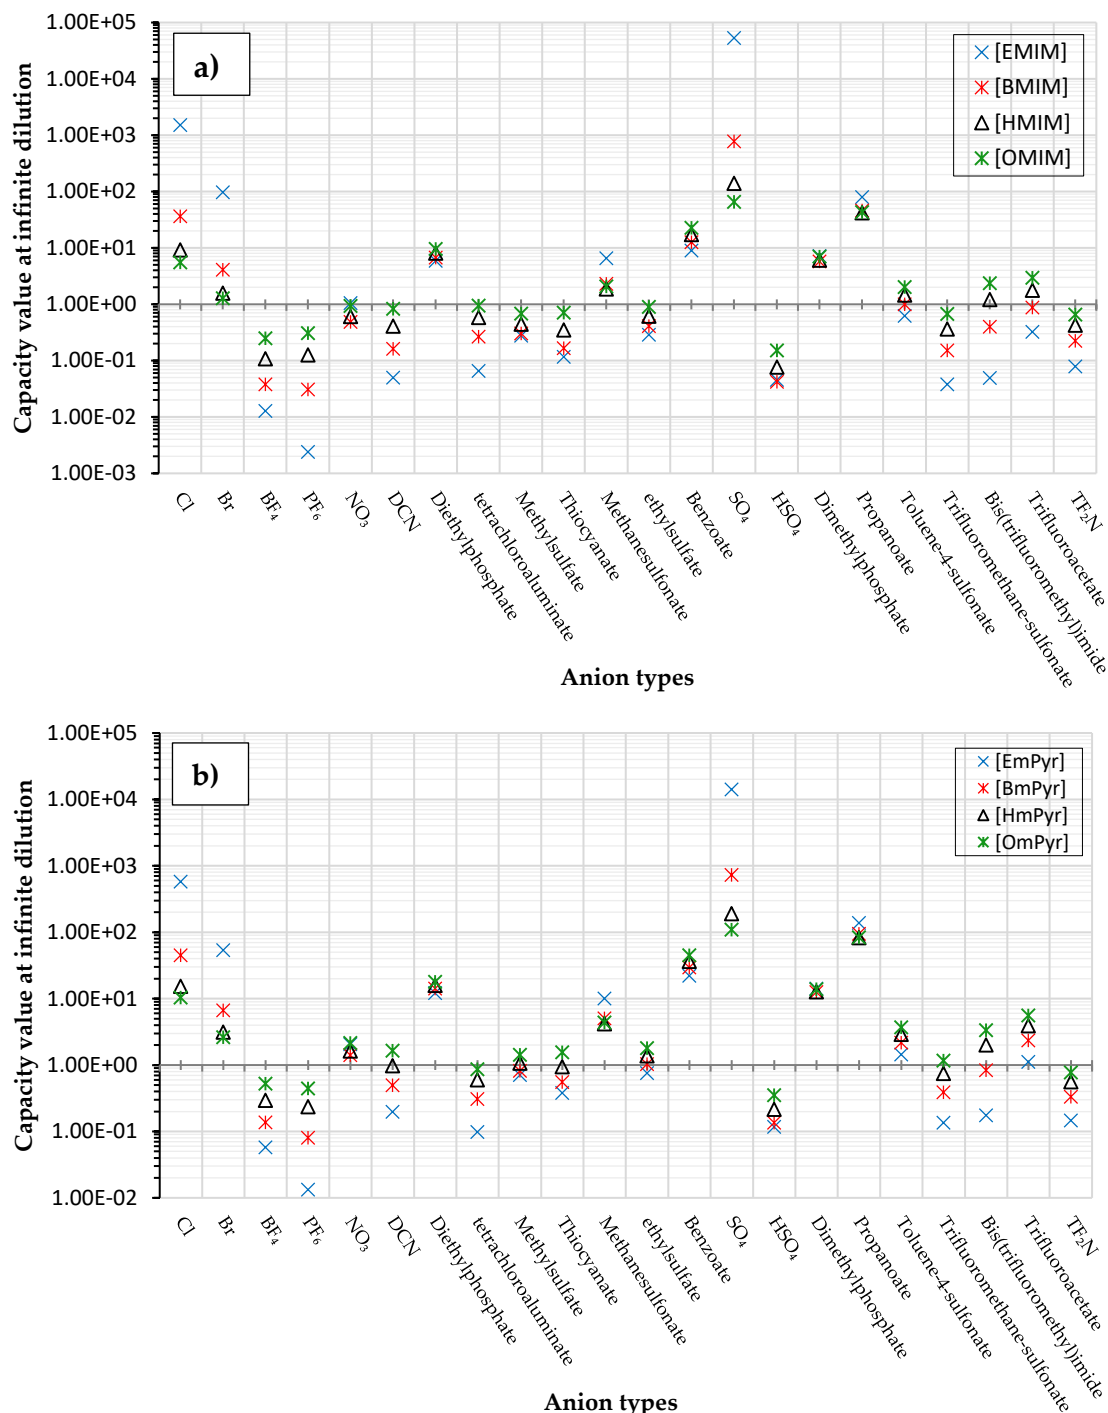 a)
1.00E+05
1.00E+04
1.00E+03
1.00E+02
1.00E+01
1.00E+00
1.00E-01
1.00E-02
1.00E-03
Capacity value at infinite dilution
[EMIM]
[BMIM]
[HMIM]
[OMIM]
Cl
Br
BF₄
PF₆
NO₃
DCN
Diethylphosphate
tetrachloroaluminate
Methylsulfate
Thiocyanate
Methanesulfonate
ethylsulfate
Benzoate
SO₄
HSO₄
Dimethylphosphate
Propanoate
Toluene-4-sulfonate
Trifluoromethane-sulfonate
Bis(trifluoromethyl)imide
Trifluoroacetate
TF₂N
Anion types
b)
1.00E+05
1.00E+04
1.00E+03
1.00E+02
1.00E+01
1.00E+00
1.00E-01
1.00E-02
Capacity value at infinite dilution
[EmPyr]
[BmPyr]
[HmPyr]
[OmPyr]
Cl
Br
BF₄
PF₆
NO₃
DCN
Diethylphosphate
tetrachloroaluminate
Methylsulfate
Thiocyanate
Methanesulfonate
ethylsulfate
Benzoate
SO₄
HSO₄
Dimethylphosphate
Propanoate
Toluene-4-sulfonate
Trifluoromethane-sulfonate
Bis(trifluoromethyl)imide
Trifluoroacetate
TF₂N
Anion types